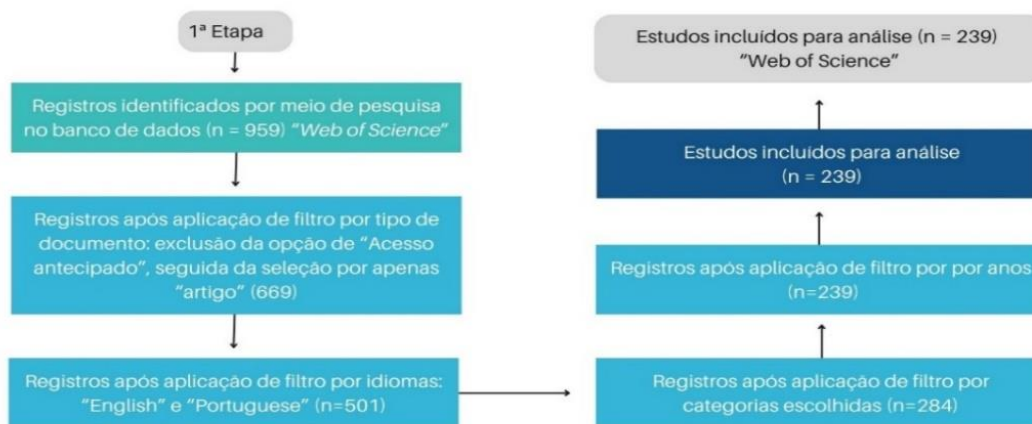 1ª Etapa
Registros identificados por meio de pesquisa
no banco de dados (n = 959) “Web of Science”
Registros após aplicação de filtro por tipo de
documento: exclusão da opção de “Acesso
antecipado”, seguida da seleção por apenas
“artigo” (669)
Registros após aplicação de filtro por idiomas:
“English” e “Portuguese” (n=501)
Registros após aplicação de filtro por
categorias escolhidas (n=284)
Registros após aplicação de filtro por por anos
(n=239)
Estudos incluídos para análise
(n = 239)
Estudos incluídos para análise (n = 239)
“Web of Science”